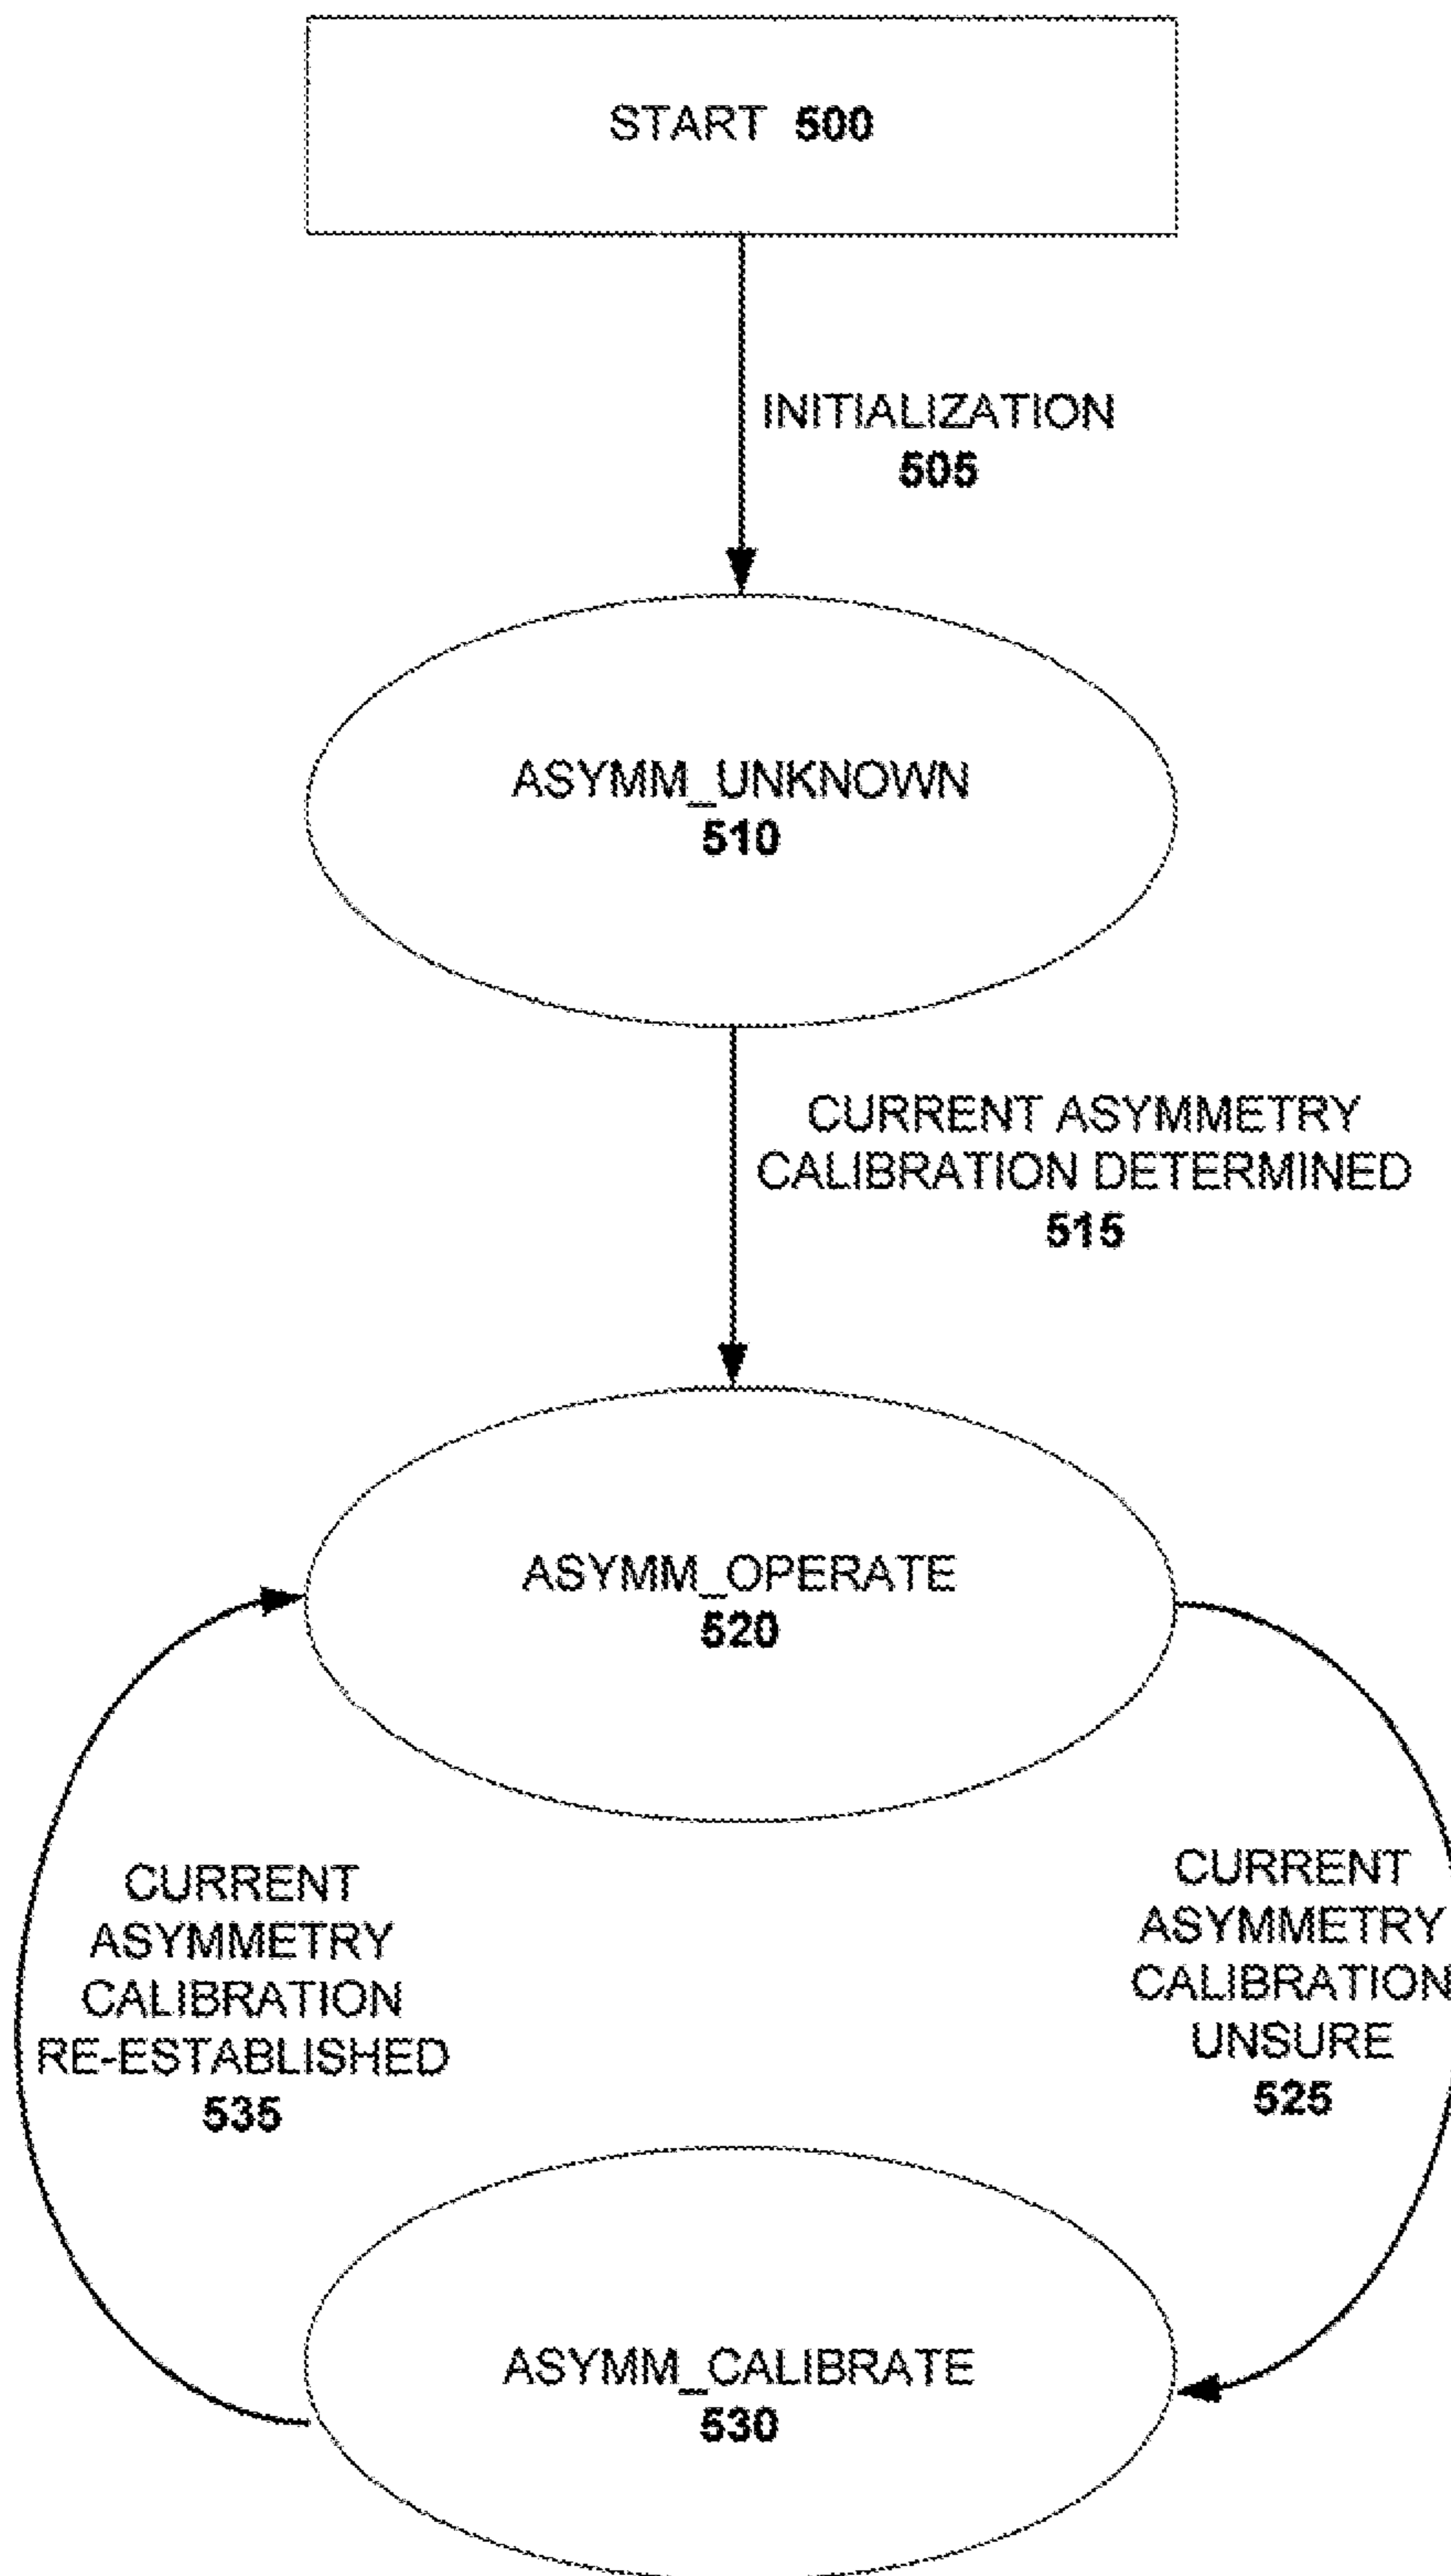 START 500
INITIALIZATION
505
ASYMM_UNKNOWN
510
CURRENT ASYMMETRY
CALIBRATION DETERMINED
515
ASYMM_OPERATE
520
CURRENT
ASYMMETRY
CALIBRATION
RE-ESTABLISHED
535
CURRENT
ASYMMETRY
CALIBRATION
UNSURE
525
ASYMM_CALIBRATE
530